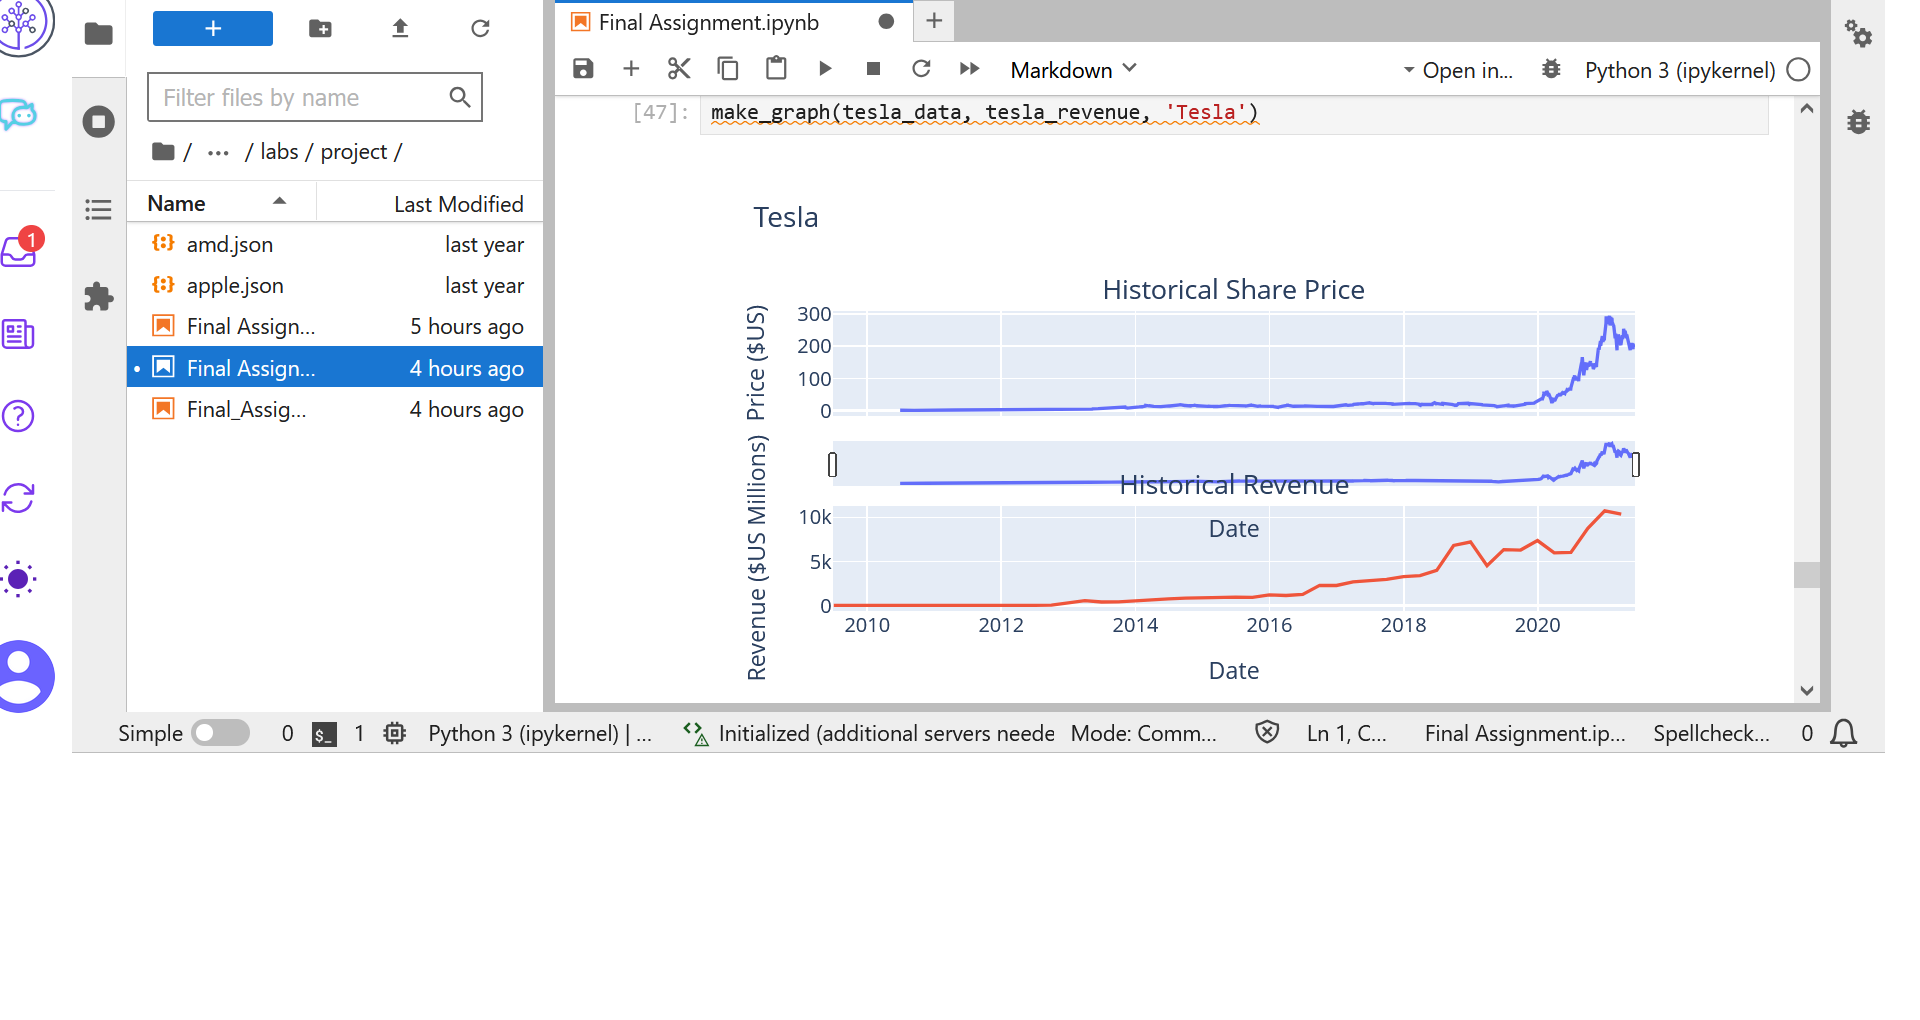 Final Assignment.ipynb
Filter files by name
Markdown
Open in...
Python 3 (ipykernel)
/ ... / labs / project /
Name
Last Modified
amd.json
last year
apple.json
last year
Final Assign...
5 hours ago
Final Assign...
4 hours ago
Final_Assig...
4 hours ago
1
[47]:
make_graph(tesla_data, tesla_revenue, 'Tesla')
Tesla
Historical Share Price
Price ($US)
300
200
100
0
Historical Revenue
Date
Revenue ($US Millions)
10k
5k
0
2010
2012
2014
2016
2018
2020
Date
Simple
0
$_
1
Python 3 (ipykernel) | ...
Initialized (additional servers neede
Mode: Comm...
Ln 1, C...
Final Assignment.ip...
Spellcheck...
0